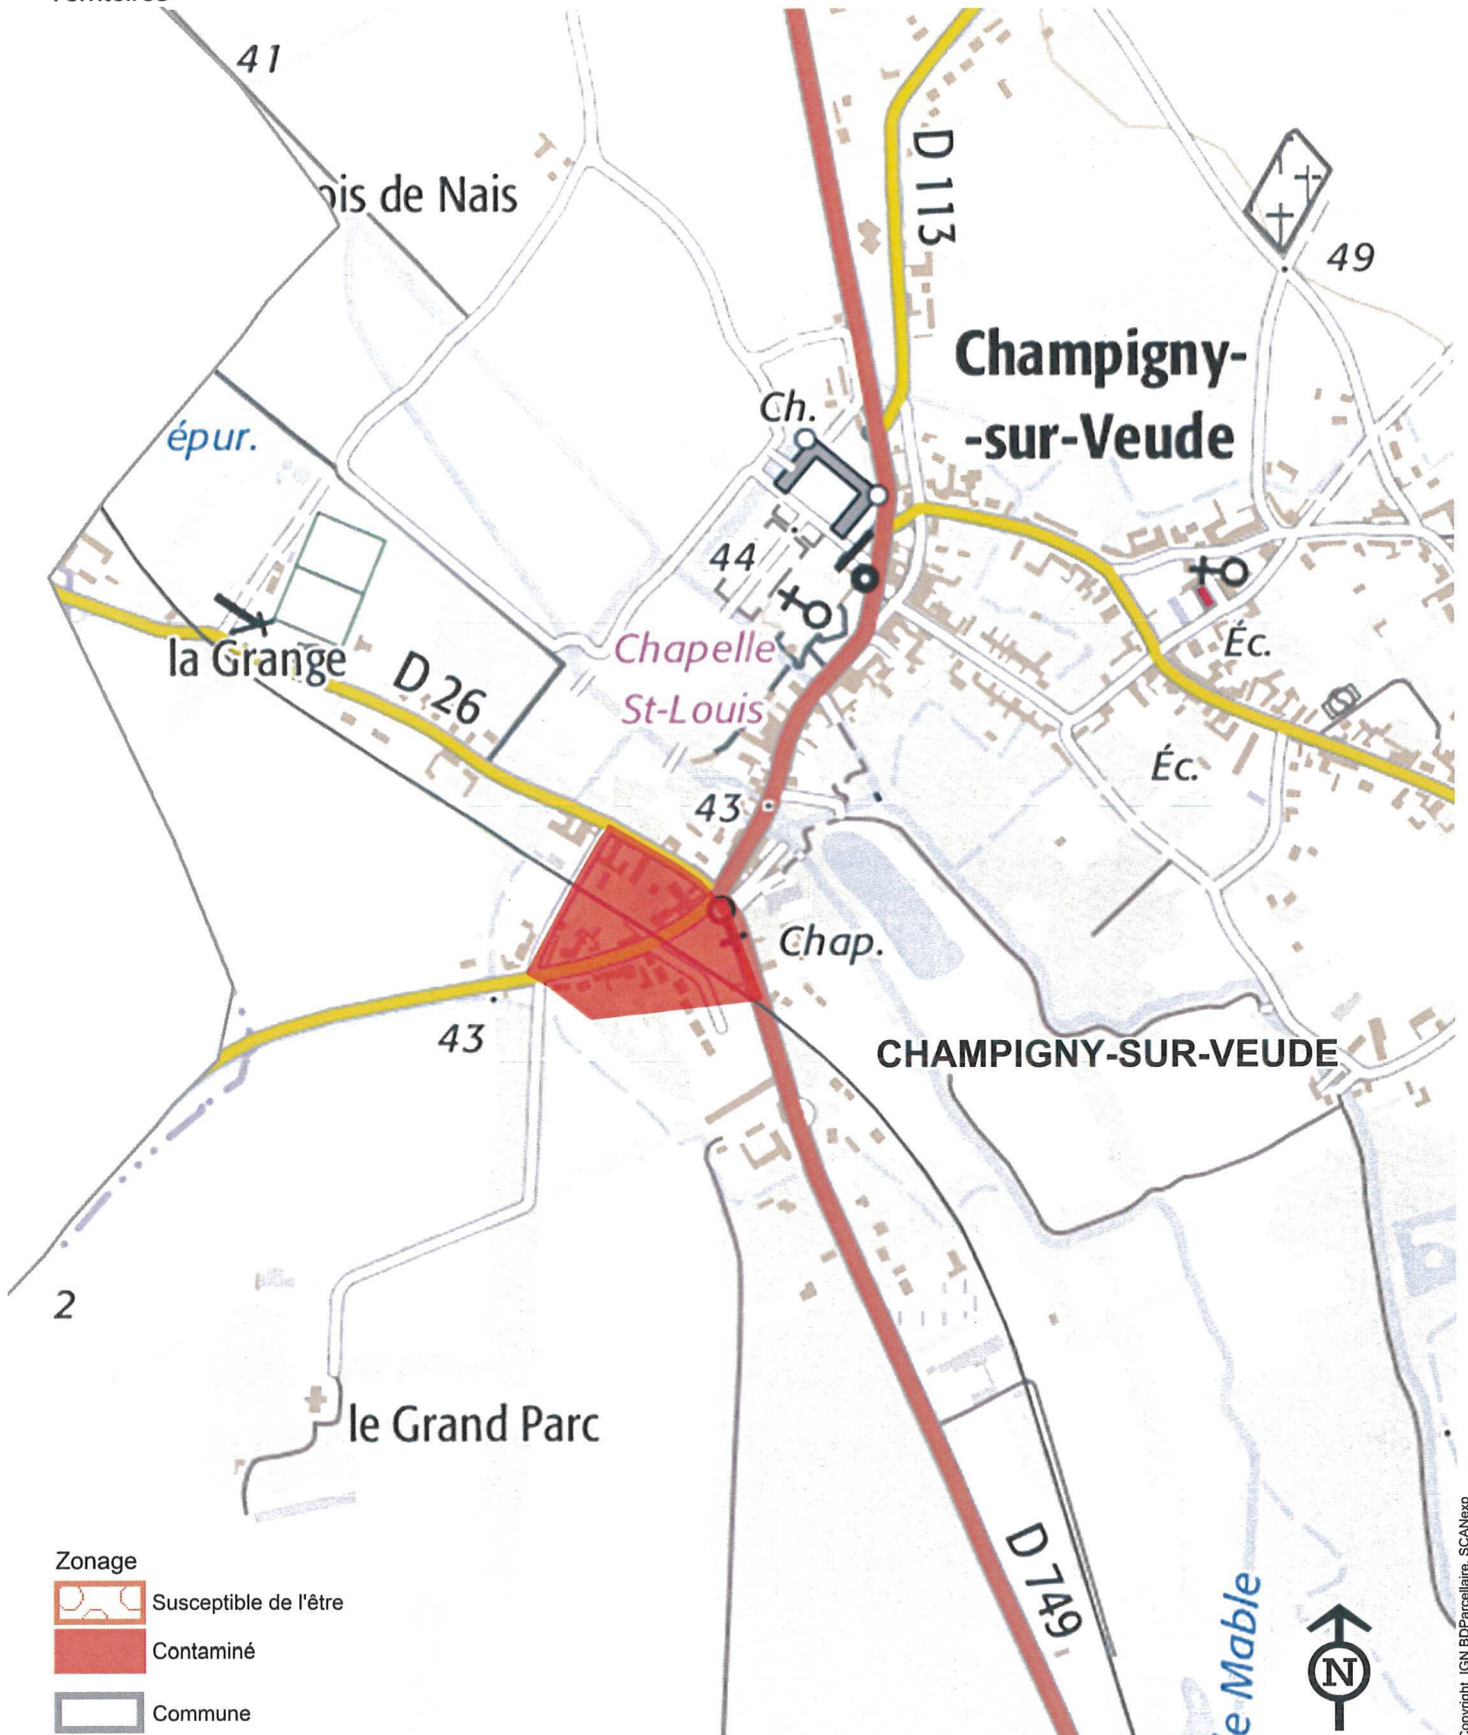 41
ois de Nais
D 113
49
Champigny-
-sur-Veude
Ch.
épur.
44
la Grange
D 26
Chapelle
St-Louis
Éc.
Éc.
43
Chap.
43
CHAMPIGNY-SUR-VEUDE
2
le Grand Parc
D 749
e Mable
Zonage
Susceptible de l'être
Contaminé
Commune
N
Copyright IGN BDParcellaire, SCANexp